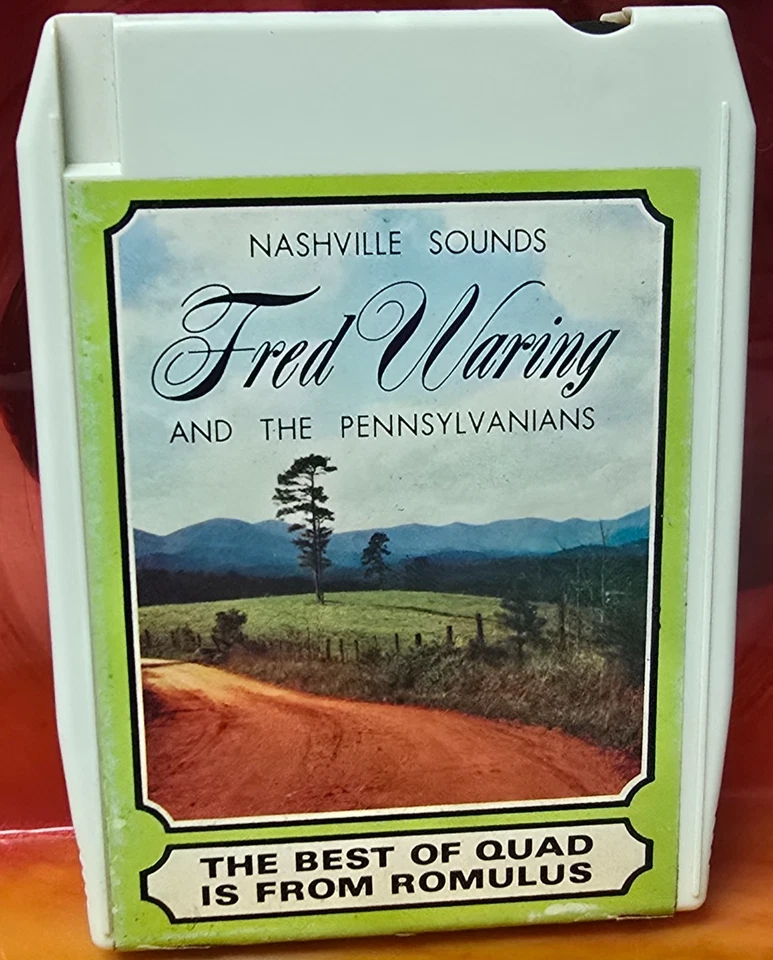 NASHVILLE SOUNDS
Fred Waring
AND THE PENNSYLVANIANS
THE BEST OF QUAD
IS FROM ROMULUS